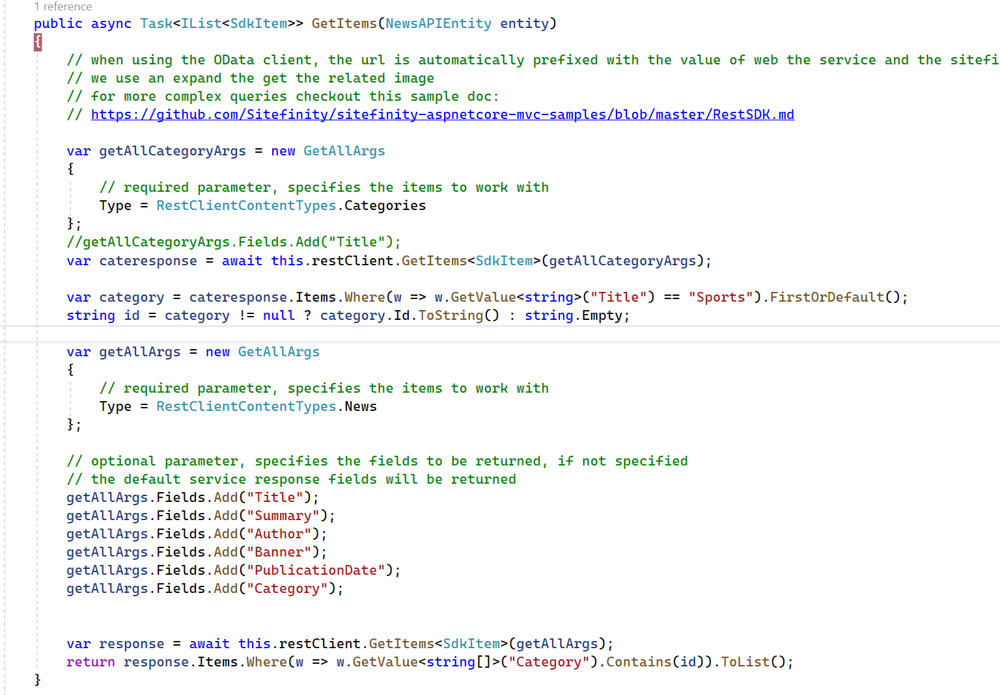 1 reference
public async Task<IList<SdkItem>> GetItems(NewsAPIEntity entity)
{
// when using the OData client, the url is automatically prefixed with the value of web the service and the sitefi
// we use an expand the get the related image
// for more complex queries checkout this sample doc:
// https://github.com/Sitefinity/sitefinity-aspnetcore-mvc-samples/blob/master/RestSDK.md
var getAllCategoryArgs = new GetAllArgs
{
// required parameter, specifies the items to work with
Type = RestClientContentTypes.Categories
};
//getAllCategoryArgs.Fields.Add("Title");
var cateresponse = await this.restClient.GetItems<SdkItem>(getAllCategoryArgs);
var category = cateresponse.Items.Where(w => w.GetValue<string>("Title") == "Sports").FirstOrDefault();
string id = category != null ? category.Id.ToString() : string.Empty;
var getAllArgs = new GetAllArgs
{
// required parameter, specifies the items to work with
Type = RestClientContentTypes.News
};
// optional parameter, specifies the fields to be returned, if not specified
// the default service response fields will be returned
getAllArgs.Fields.Add("Title");
getAllArgs.Fields.Add("Summary");
getAllArgs.Fields.Add("Author");
getAllArgs.Fields.Add("Banner");
getAllArgs.Fields.Add("PublicationDate");
getAllArgs.Fields.Add("Category");
var response = await this.restClient.GetItems<SdkItem>(getAllArgs);
return response.Items.Where(w => w.GetValue<string[]>("Category").Contains(id)).ToList();
}